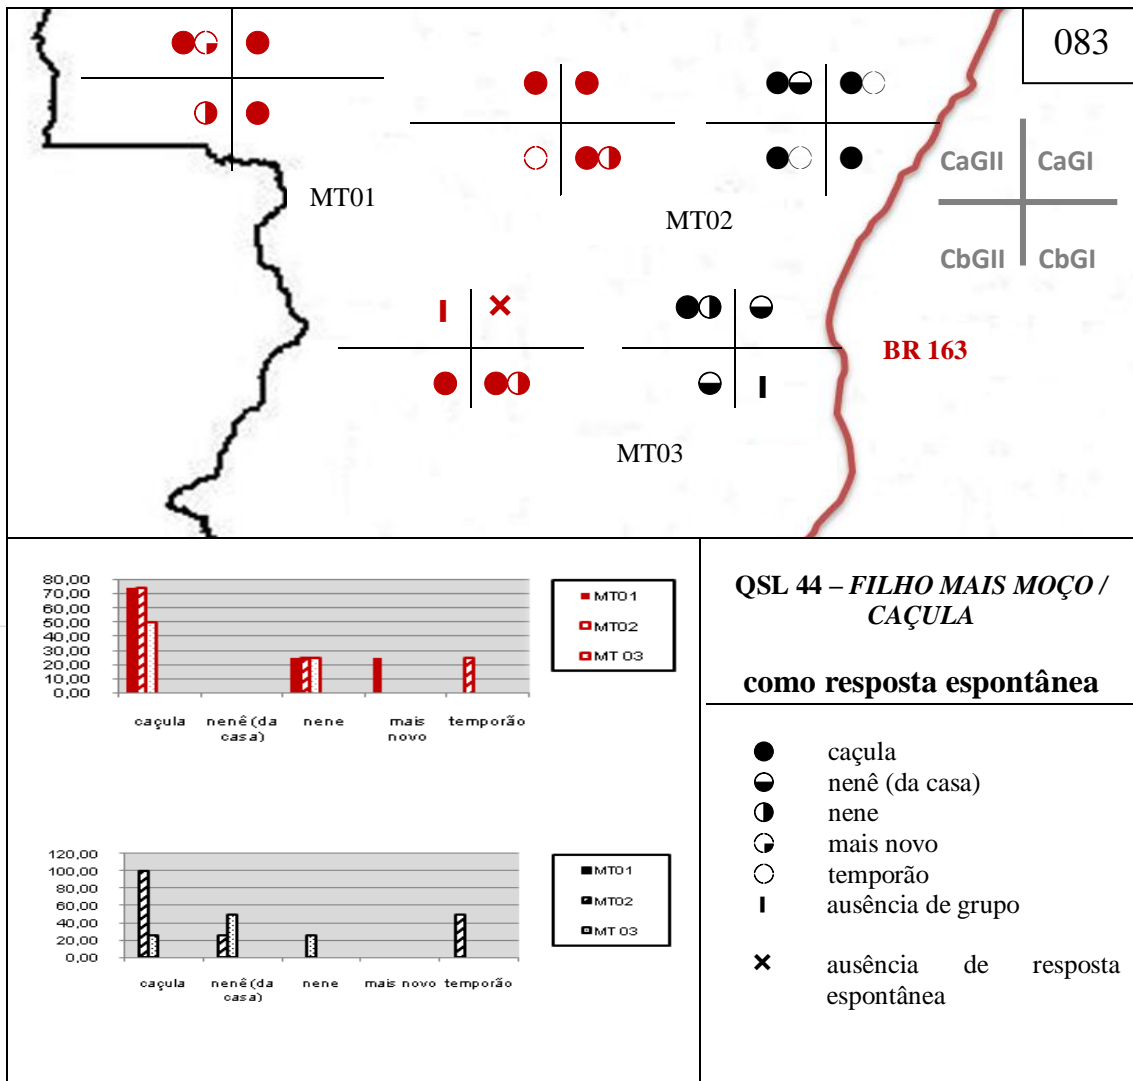 083
CaGII CaGI
CbGII CbGI
MT01
MT02
BR 163
MT03
80,00
70,00
60,00
50,00
40,00
30,00
20,00
10,00
0,00
caçula nenê (da casa) nene mais novo temporão
MT01
MT02
MT 03
120,00
100,00
80,00
60,00
40,00
20,00
0,00
caçula nenê (da casa) nene mais novo temporão
MT01
MT02
MT 03
QSL 44 – FILHO MAIS MOÇO /
CAÇULA
como resposta espontânea
caçula
nenê (da casa)
nene
mais novo
temporão
ausência de grupo
ausência de resposta
espontânea